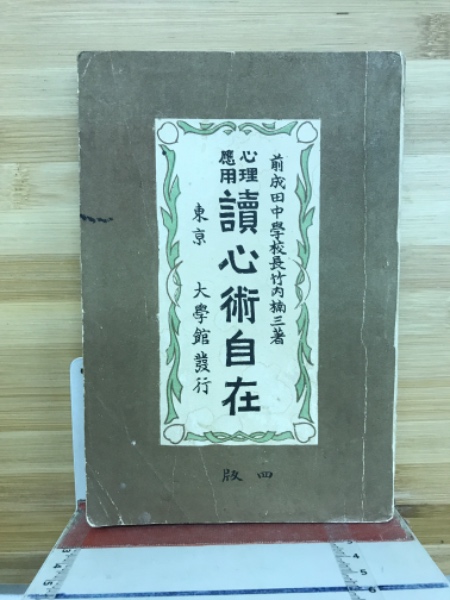 前成田中學校長竹内楠三著
心理
應用
讀心術自在
東京 大學館發行
四版